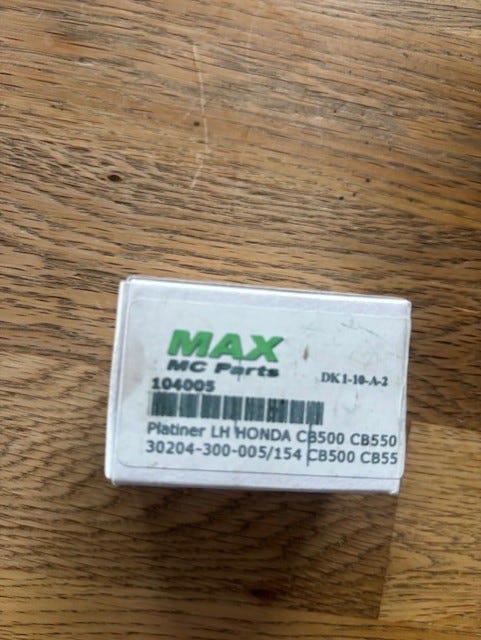 MAX
MC Parts
104005
DK1-10-A-2
Platiner LH HONDA CB500 CB550
30204-300-005/154 CB500 CB55